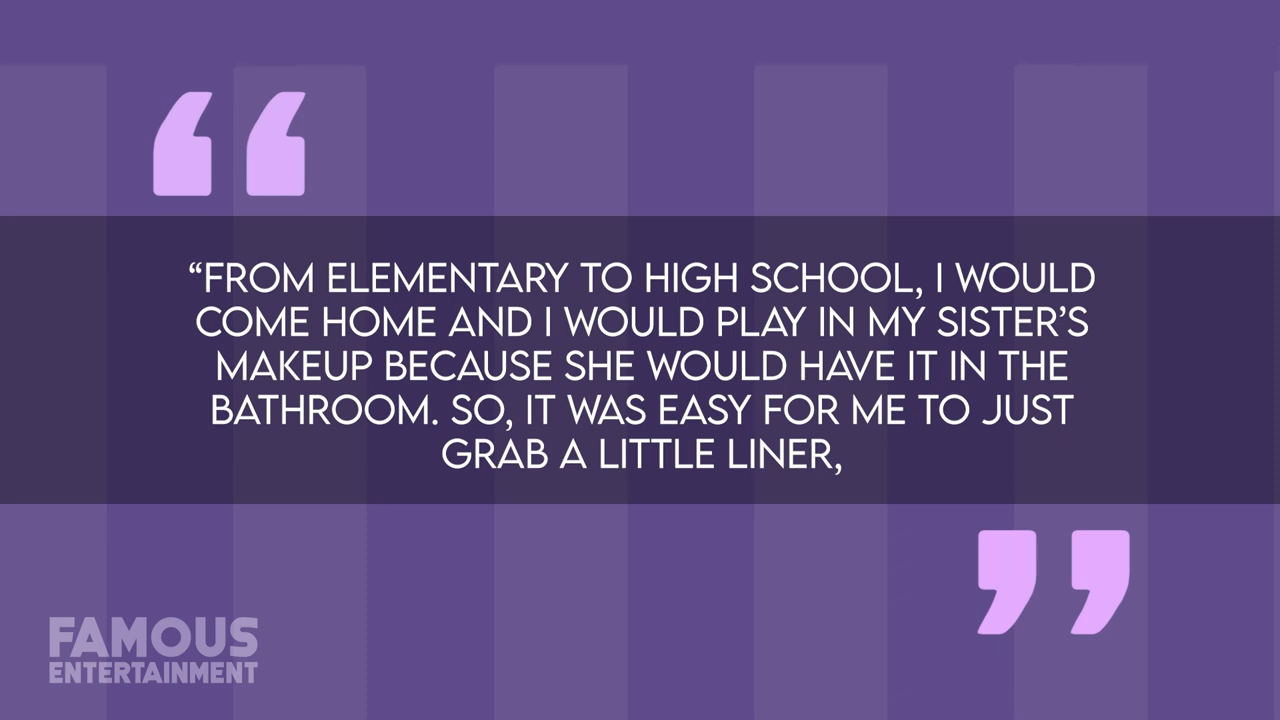 “FROM ELEMENTARY TO HIGH SCHOOL, I WOULD
COME HOME AND I WOULD PLAY IN MY SISTER’S
MAKEUP BECAUSE SHE WOULD HAVE IT IN THE
BATHROOM. SO, IT WAS EASY FOR ME TO JUST
GRAB A LITTLE LINER,
FAMOUS
ENTERTAINMENT